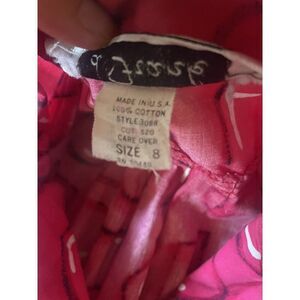 MADE IN U.S.A.
100% COTTON
STYLE 3088
CUT 520
CARE OVER
SIZE 8